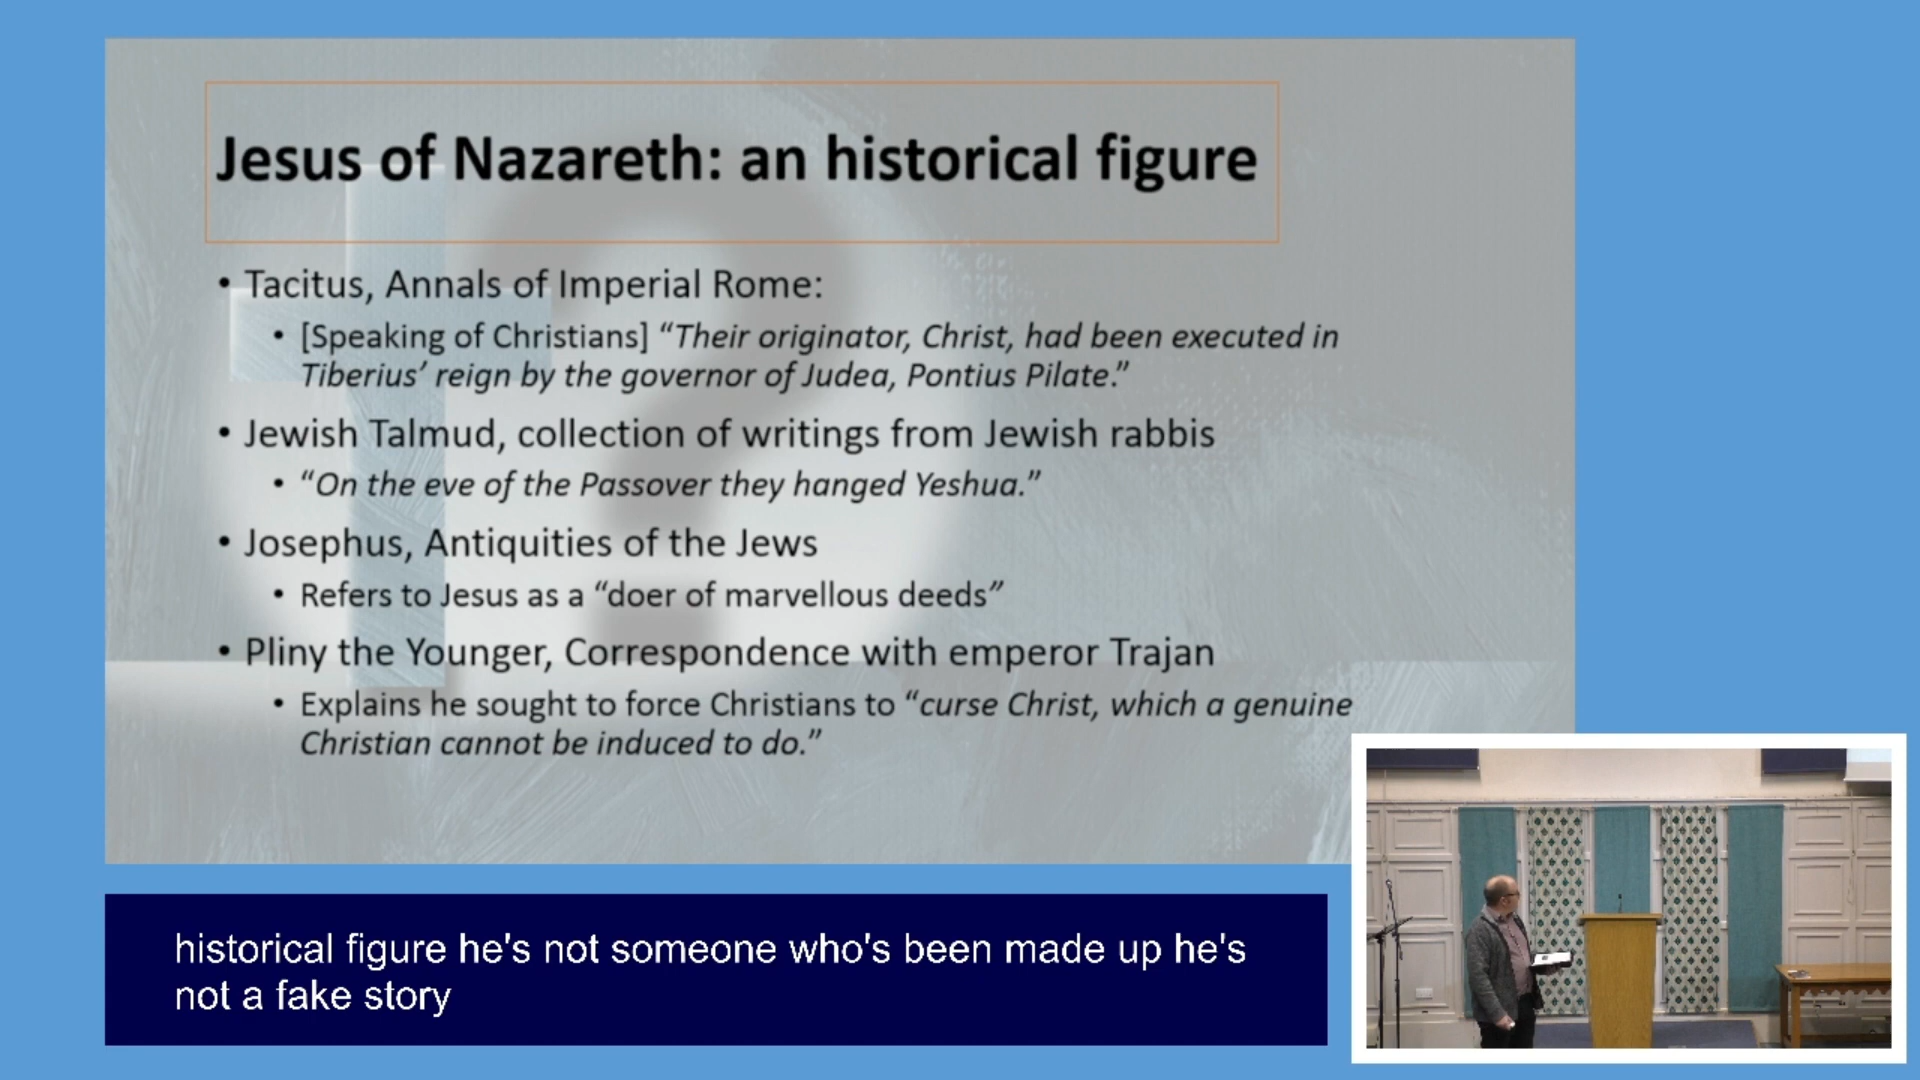 Jesus of Nazareth: an historical figure
• Tacitus, Annals of Imperial Rome:
• [Speaking of Christians] “Their originator, Christ, had been executed in
Tiberius’ reign by the governor of Judea, Pontius Pilate.”
• Jewish Talmud, collection of writings from Jewish rabbis
• “On the eve of the Passover they hanged Yeshua.”
• Josephus, Antiquities of the Jews
• Refers to Jesus as a “doer of marvellous deeds”
• Pliny the Younger, Correspondence with emperor Trajan
• Explains he sought to force Christians to “curse Christ, which a genuine
Christian cannot be induced to do.”
historical figure he's not someone who's been made up he's
not a fake story